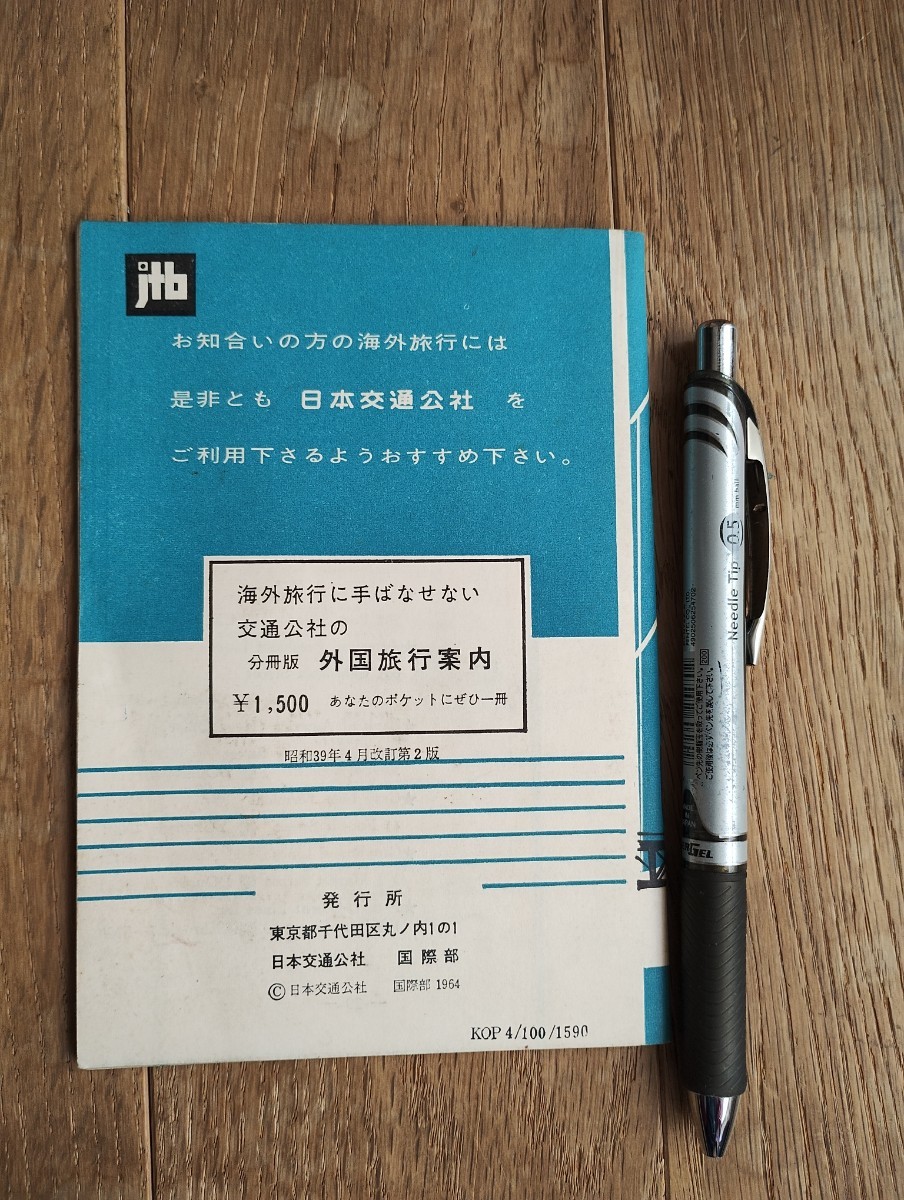 jtb
お知合いの方の海外旅行には
是非とも 日本交通公社 を
ご利用下さるようおすすめ下さい。
海外旅行に手ばなせない
交通公社の
分冊版 外国旅行案内
¥1,500 あなたのポケットにぜひ一冊
昭和39年4月改訂第2版
発行所
東京都千代田区丸ノ内1の1
日本交通公社 国際部
©日本交通公社 国際部 1964
KOP 4/100/1590
Needle Tip 0.5 mm ball
200
GEL